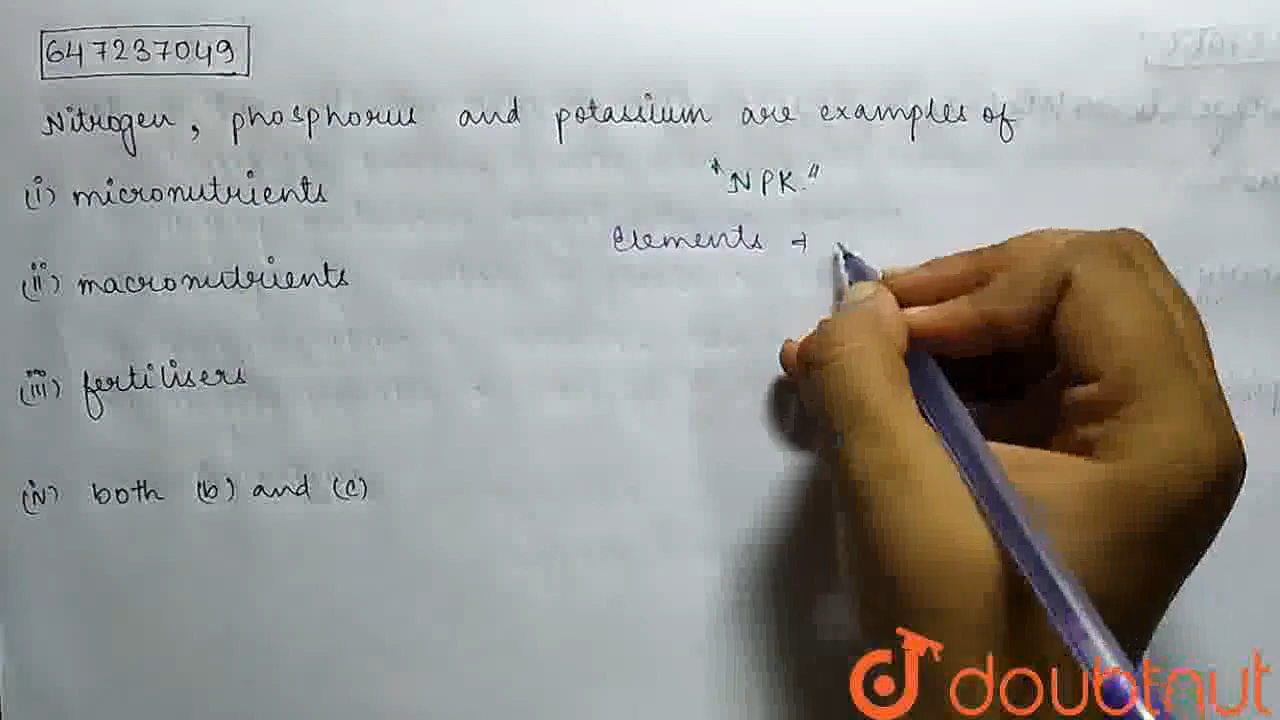 647237049
Nitrogen, phosphorus and potassium are examples of
"NPK."
(i) micronutrients
Elements →
(ii) macronutrients
(iii) fertilisers
(iv) both (b) and (c)
doubtnut